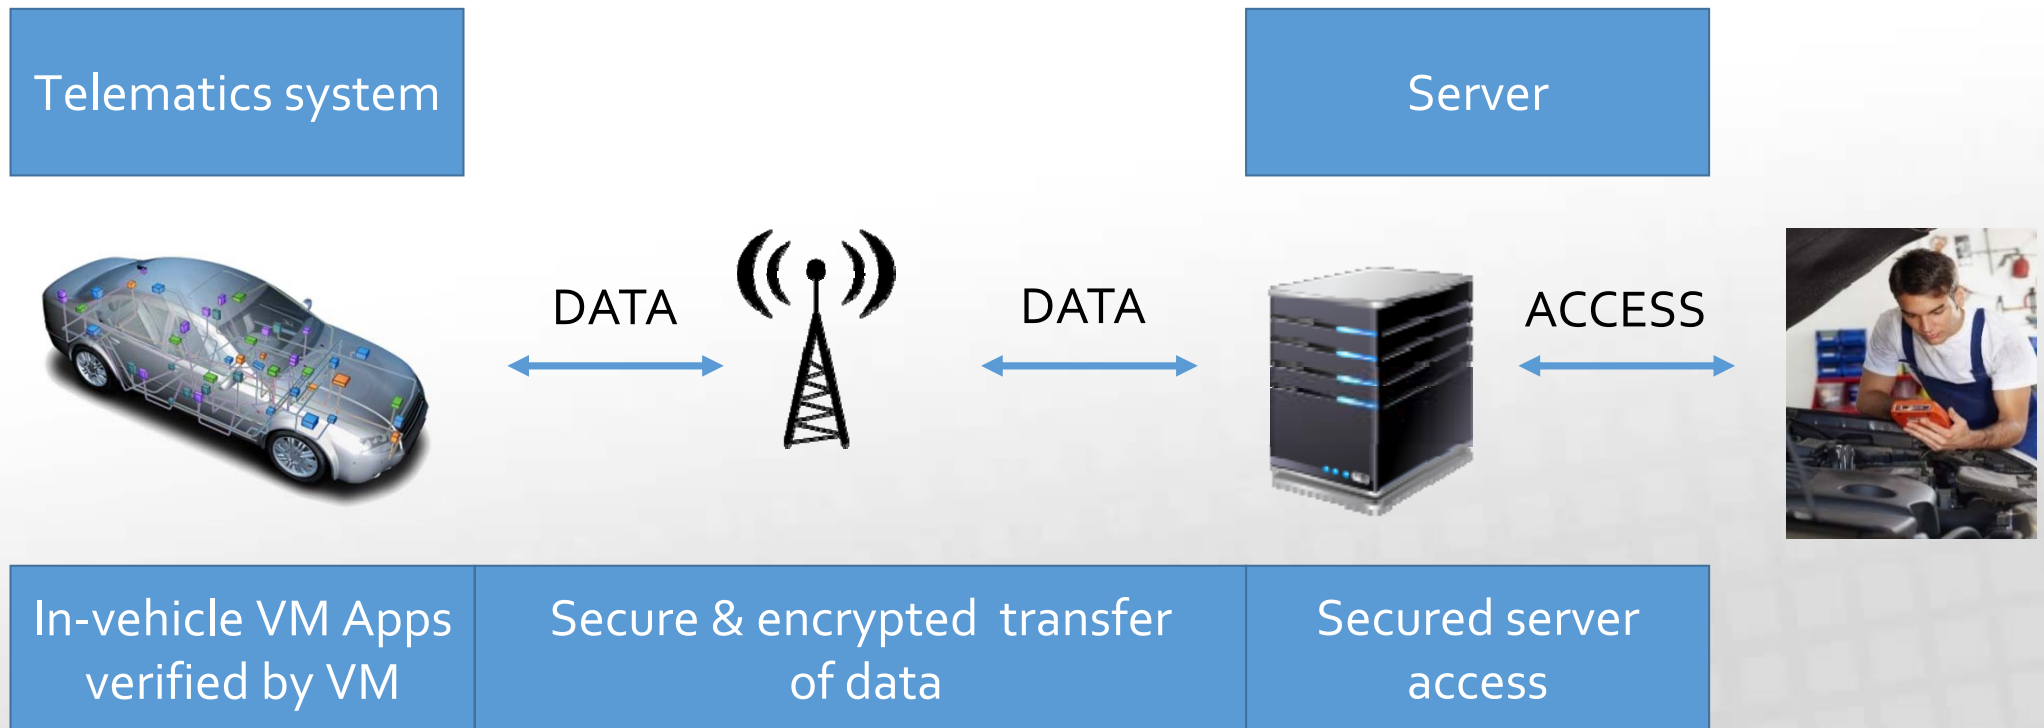 Telematics system
Server
DATA
DATA
ACCESS
In-vehicle VM Apps
verified by VM
Secure & encrypted transfer
of data
Secured server
access